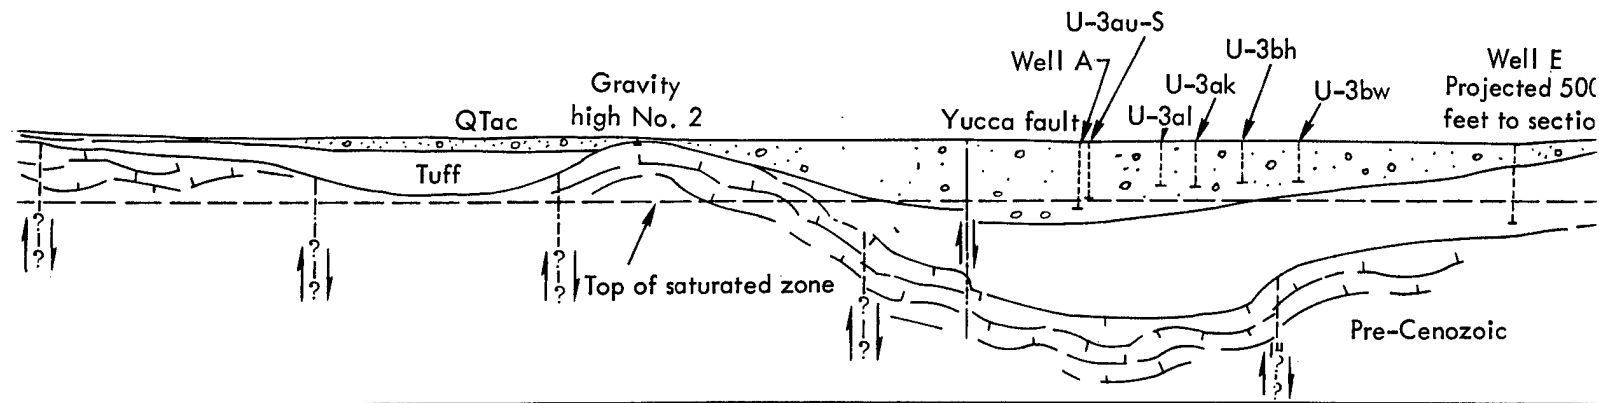 U-3au-S
Well A
U-3bh
U-3ak
U-3al
U-3bw
Well E
Projected 500
feet to sectio
Gravity
high No. 2
QTac
Yucca fault
Tuff
Top of saturated zone
Pre-Cenozoic
?
?
?
?
?
?
?
?
?
?